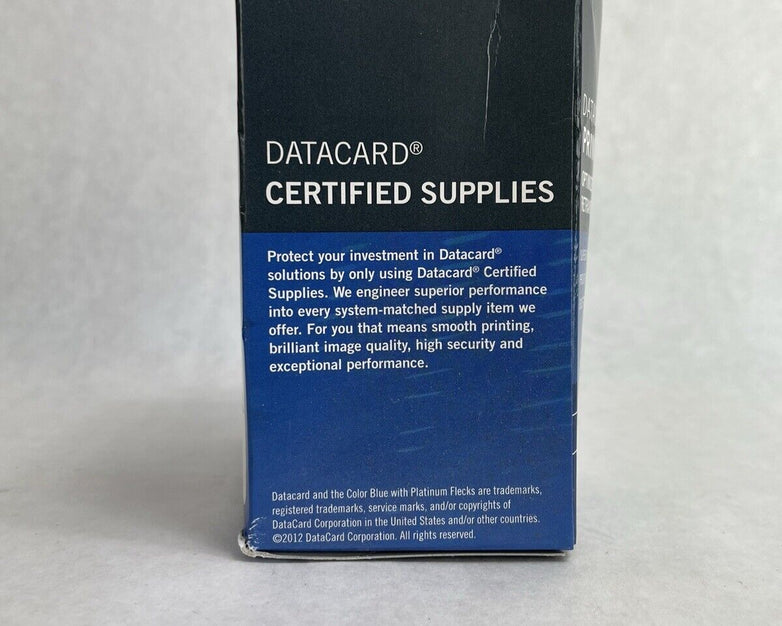 DATACARD®
CERTIFIED SUPPLIES
Protect your investment in Datacard®
solutions by only using Datacard® Certified
Supplies. We engineer superior performance
into every system-matched supply item we
offer. For you that means smooth printing,
brilliant image quality, high security and
exceptional performance.
Datacard and the Color Blue with Platinum Flecks are trademarks,
registered trademarks, service marks, and/or copyrights of
DataCard Corporation in the United States and/or other countries.
©2012 DataCard Corporation. All rights reserved.